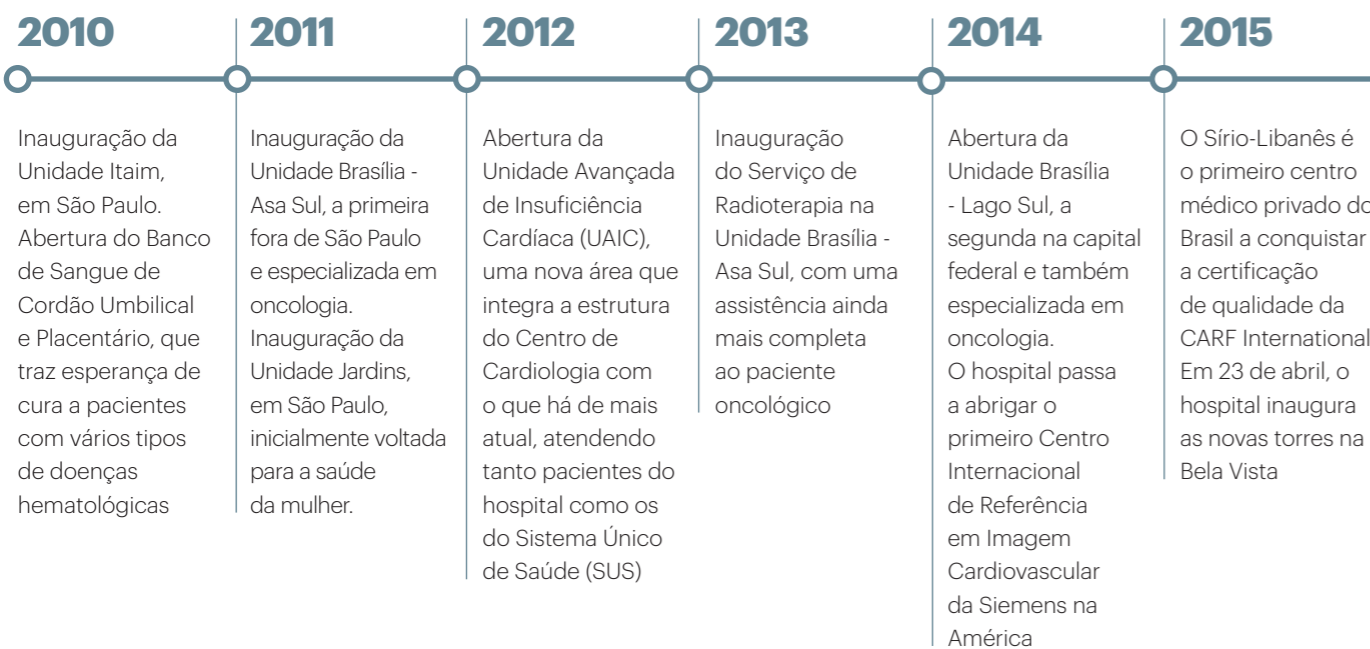 2010
Inauguração da
Unidade Itaim,
em São Paulo.
Abertura do Banco
de Sangue de
Cordão Umbilical
e Placentário, que
traz esperança de
cura a pacientes
com vários tipos
de doenças
hematológicas
2011
Inauguração da
Unidade Brasília -
Asa Sul, a primeira
fora de São Paulo
e especializada em
oncologia.
Inauguração da
Unidade Jardins,
em São Paulo,
inicialmente voltada
para a saúde
da mulher.
2012
Abertura da
Unidade Avançada
de Insuficiência
Cardíaca (UAIC),
uma nova área que
integra a estrutura
do Centro de
Cardiologia com
o que há de mais
atual, atendendo
tanto pacientes do
hospital como os
do Sistema Único
de Saúde (SUS)
2013
Inauguração
do Serviço de
Radioterapia na
Unidade Brasília -
Asa Sul, com uma
assistência ainda
mais completa
ao paciente
oncológico
2014
Abertura da
Unidade Brasília
- Lago Sul, a
segunda na capital
federal e também
especializada em
oncologia.
O hospital passa
a abrigar o
primeiro Centro
Internacional
de Referência
em Imagem
Cardiovascular
da Siemens na
América
2015
O Sírio-Libanês é
o primeiro centro
médico privado do
Brasil a conquistar
a certificação
de qualidade da
CARF International
Em 23 de abril, o
hospital inaugura
as novas torres na
Bela Vista